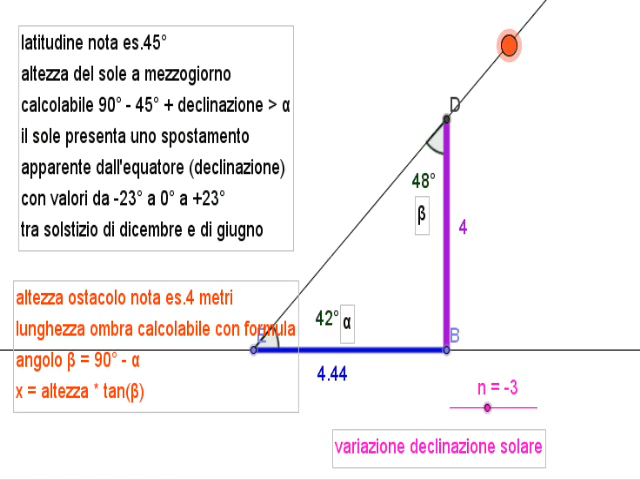 latitudine nota es.45°
altezza del sole a mezzogiorno
calcolabile 90° - 45° + declinazione > α
il sole presenta uno spostamento
apparente dall'equatore (declinazione)
con valori da -23° a 0° a +23°
tra solstizio di dicembre e di giugno
D
48°
β
4
altezza ostacolo nota es.4 metri
lunghezza ombra calcolabile con formula
angolo β = 90° - α
x = altezza * tan(β)
42° α
B
4.44
n = -3
variazione declinazione solare